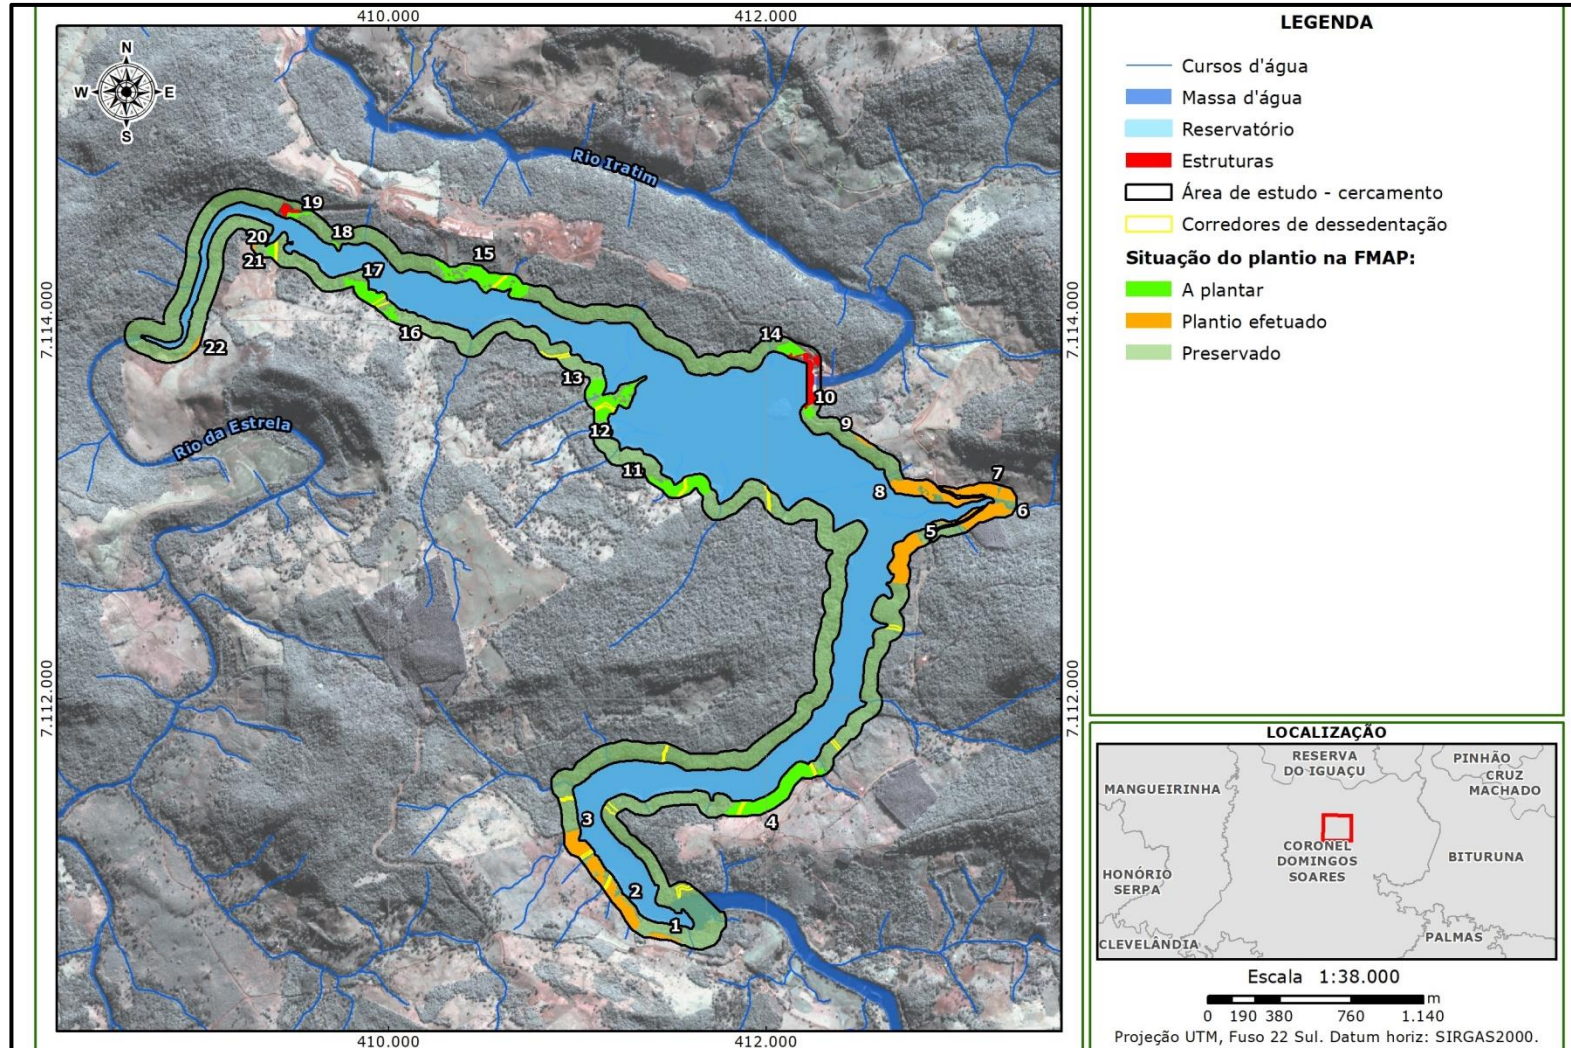 410.000
412.000
N
W
E
S
Rio Iratim
19
18
20
21
17
15
7.114.000
7.114.000
16
22
14
13
10
9
12
Rio da Estrela
11
8
7
6
5
7.112.000
7.112.000
3
4
2
1
410.000
412.000
LEGENDA
Cursos d'água
Massa d'água
Reservatório
Estruturas
Área de estudo - cercamento
Corredores de dessedentação
Situação do plantio na FMAP:
A plantar
Plantio efetuado
Preservado
LOCALIZAÇÃO
RESERVA
DO IGUAÇU
PINHÃO
CRUZ
MACHADO
MANGUEIRINHA
CORONEL
DOMINGOS
SOARES
BITURUNA
HONÓRIO
SERPA
CLEVELÂNDIA
PALMAS
Escala 1:38.000
m
0 190 380 760 1.140
Projeção UTM, Fuso 22 Sul. Datum horiz: SIRGAS2000.